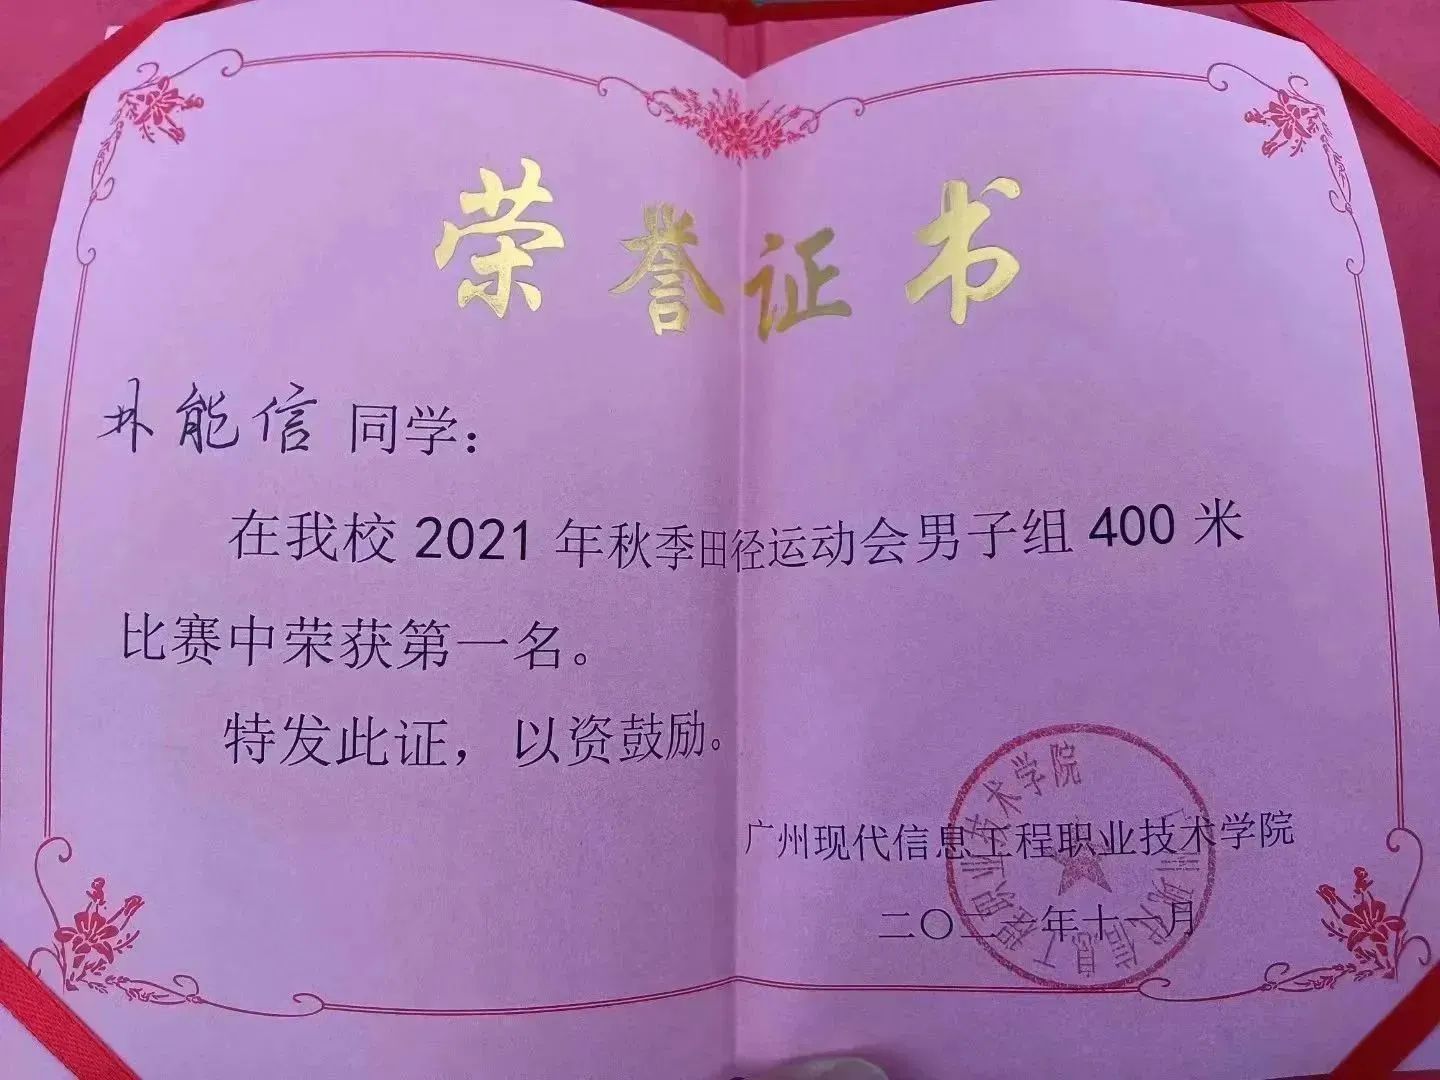 荣誉证书
林能信 同学：
在我校 2021 年秋季田径运动会男子组 400 米
比赛中荣获第一名。
特发此证，以资鼓励。
广州现代信息工程职业技术学院
二〇二一年十一月